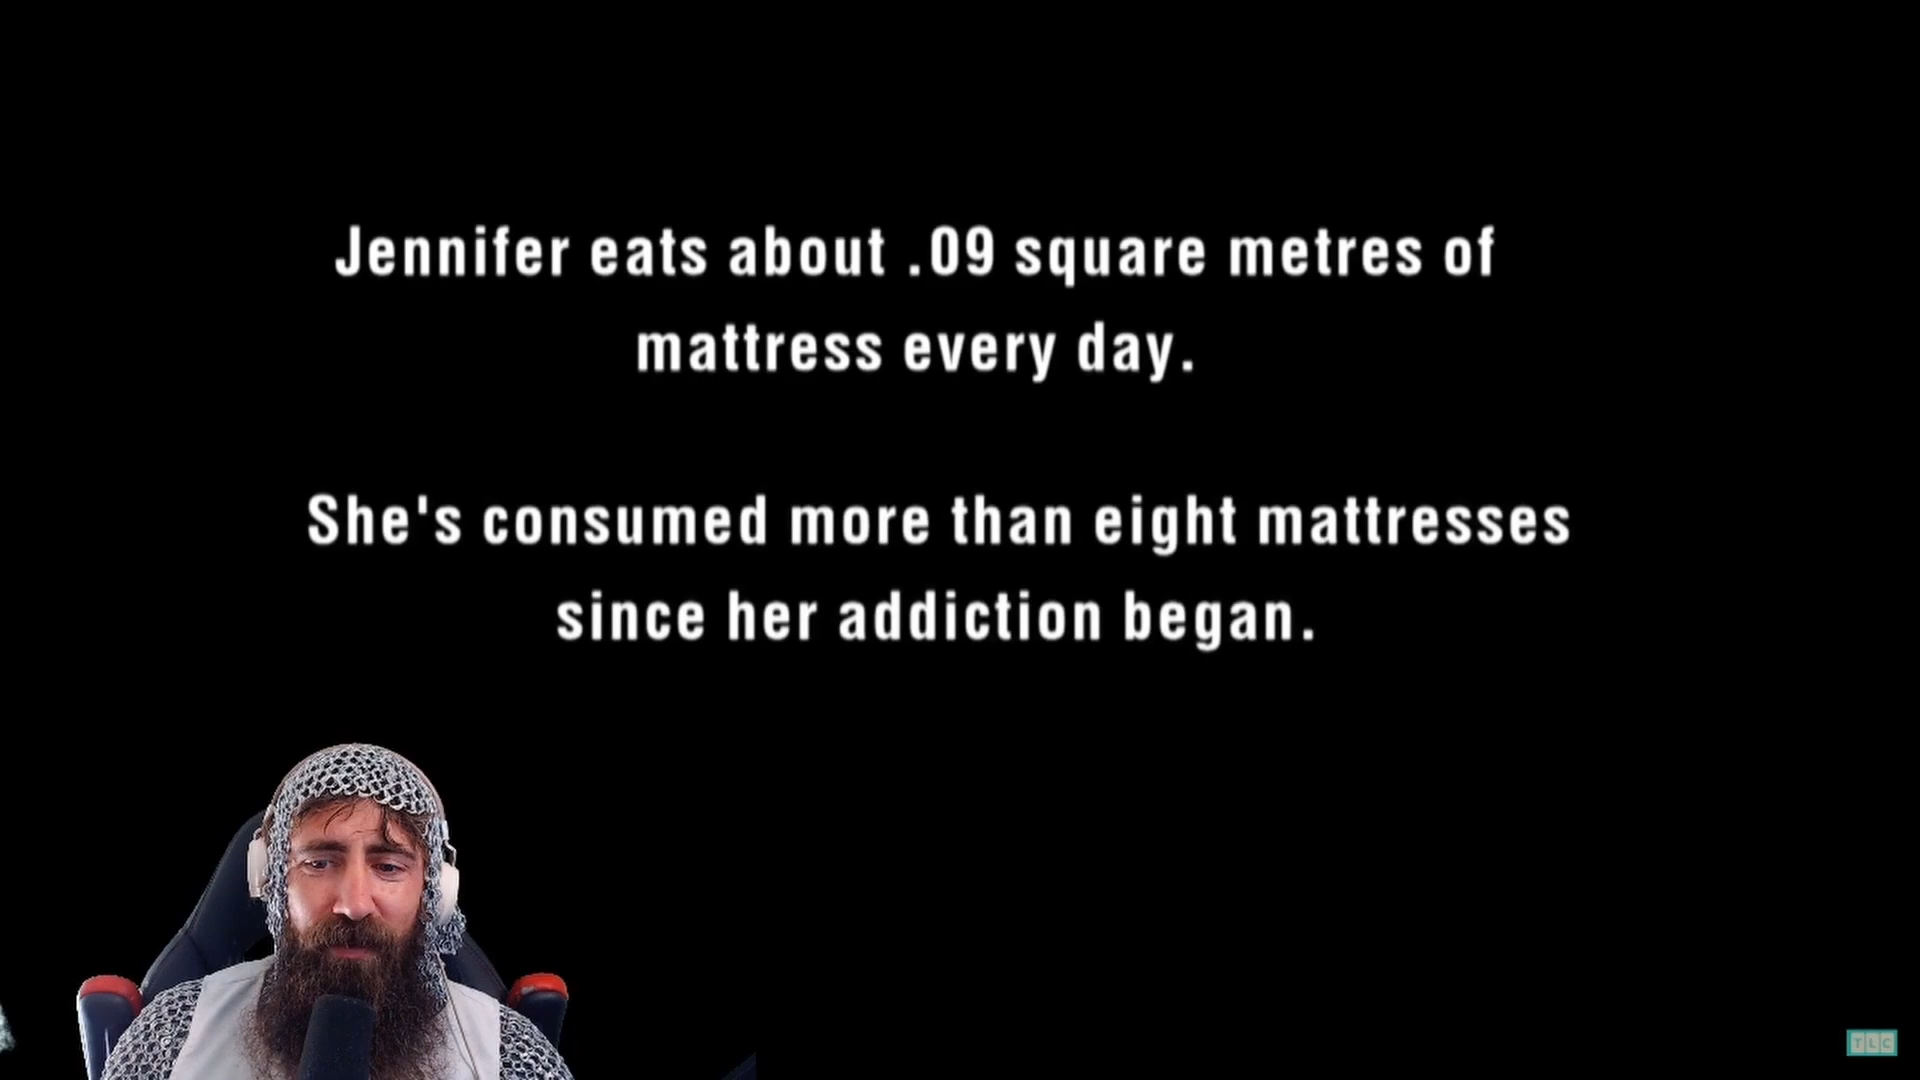 Jennifer eats about .09 square metres of
mattress every day.
She's consumed more than eight mattresses
since her addiction began.
TLC